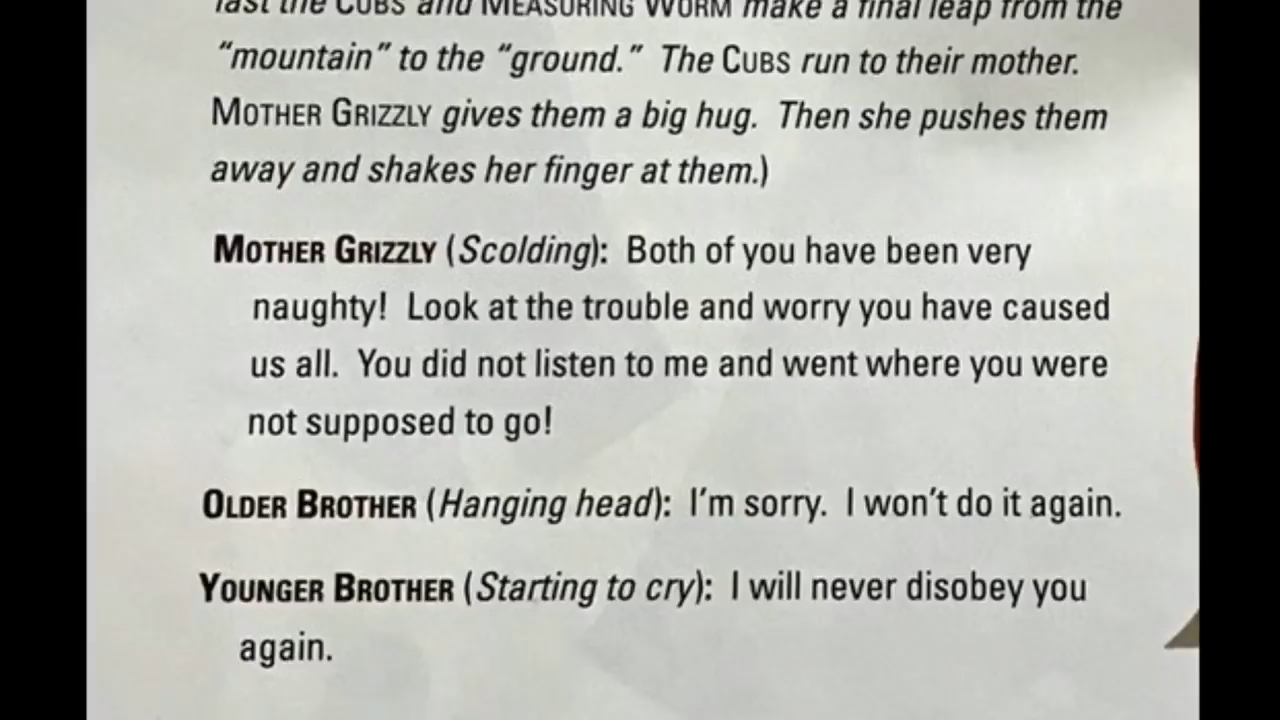 last the CUBS and MEASURING WORM make a final leap from the
“mountain” to the “ground.” The CUBS run to their mother.
MOTHER GRIZZLY gives them a big hug. Then she pushes them
away and shakes her finger at them.)
MOTHER GRIZZLY (Scolding): Both of you have been very
naughty! Look at the trouble and worry you have caused
us all. You did not listen to me and went where you were
not supposed to go!
OLDER BROTHER (Hanging head): I’m sorry. I won’t do it again.
YOUNGER BROTHER (Starting to cry): I will never disobey you
again.